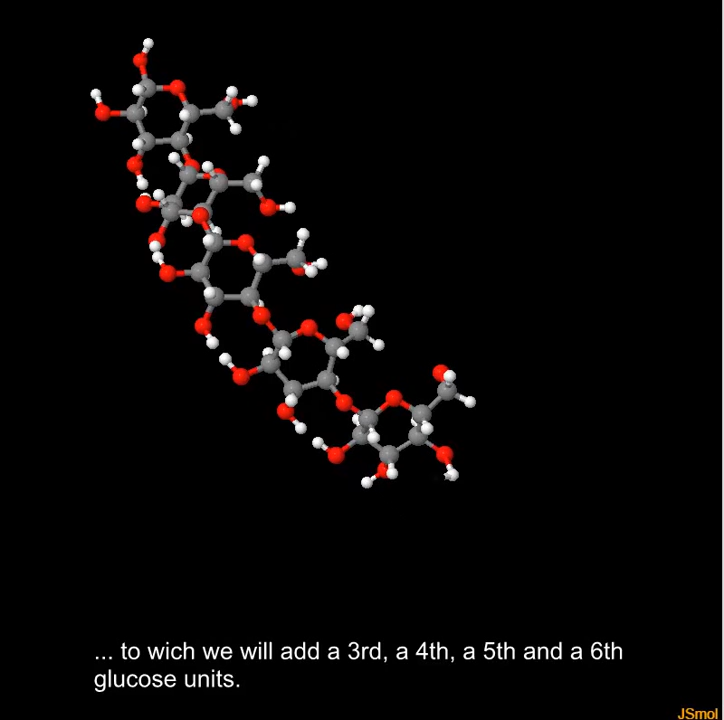 ... to wich we will add a 3rd, a 4th, a 5th and a 6th
glucose units.
JSmol